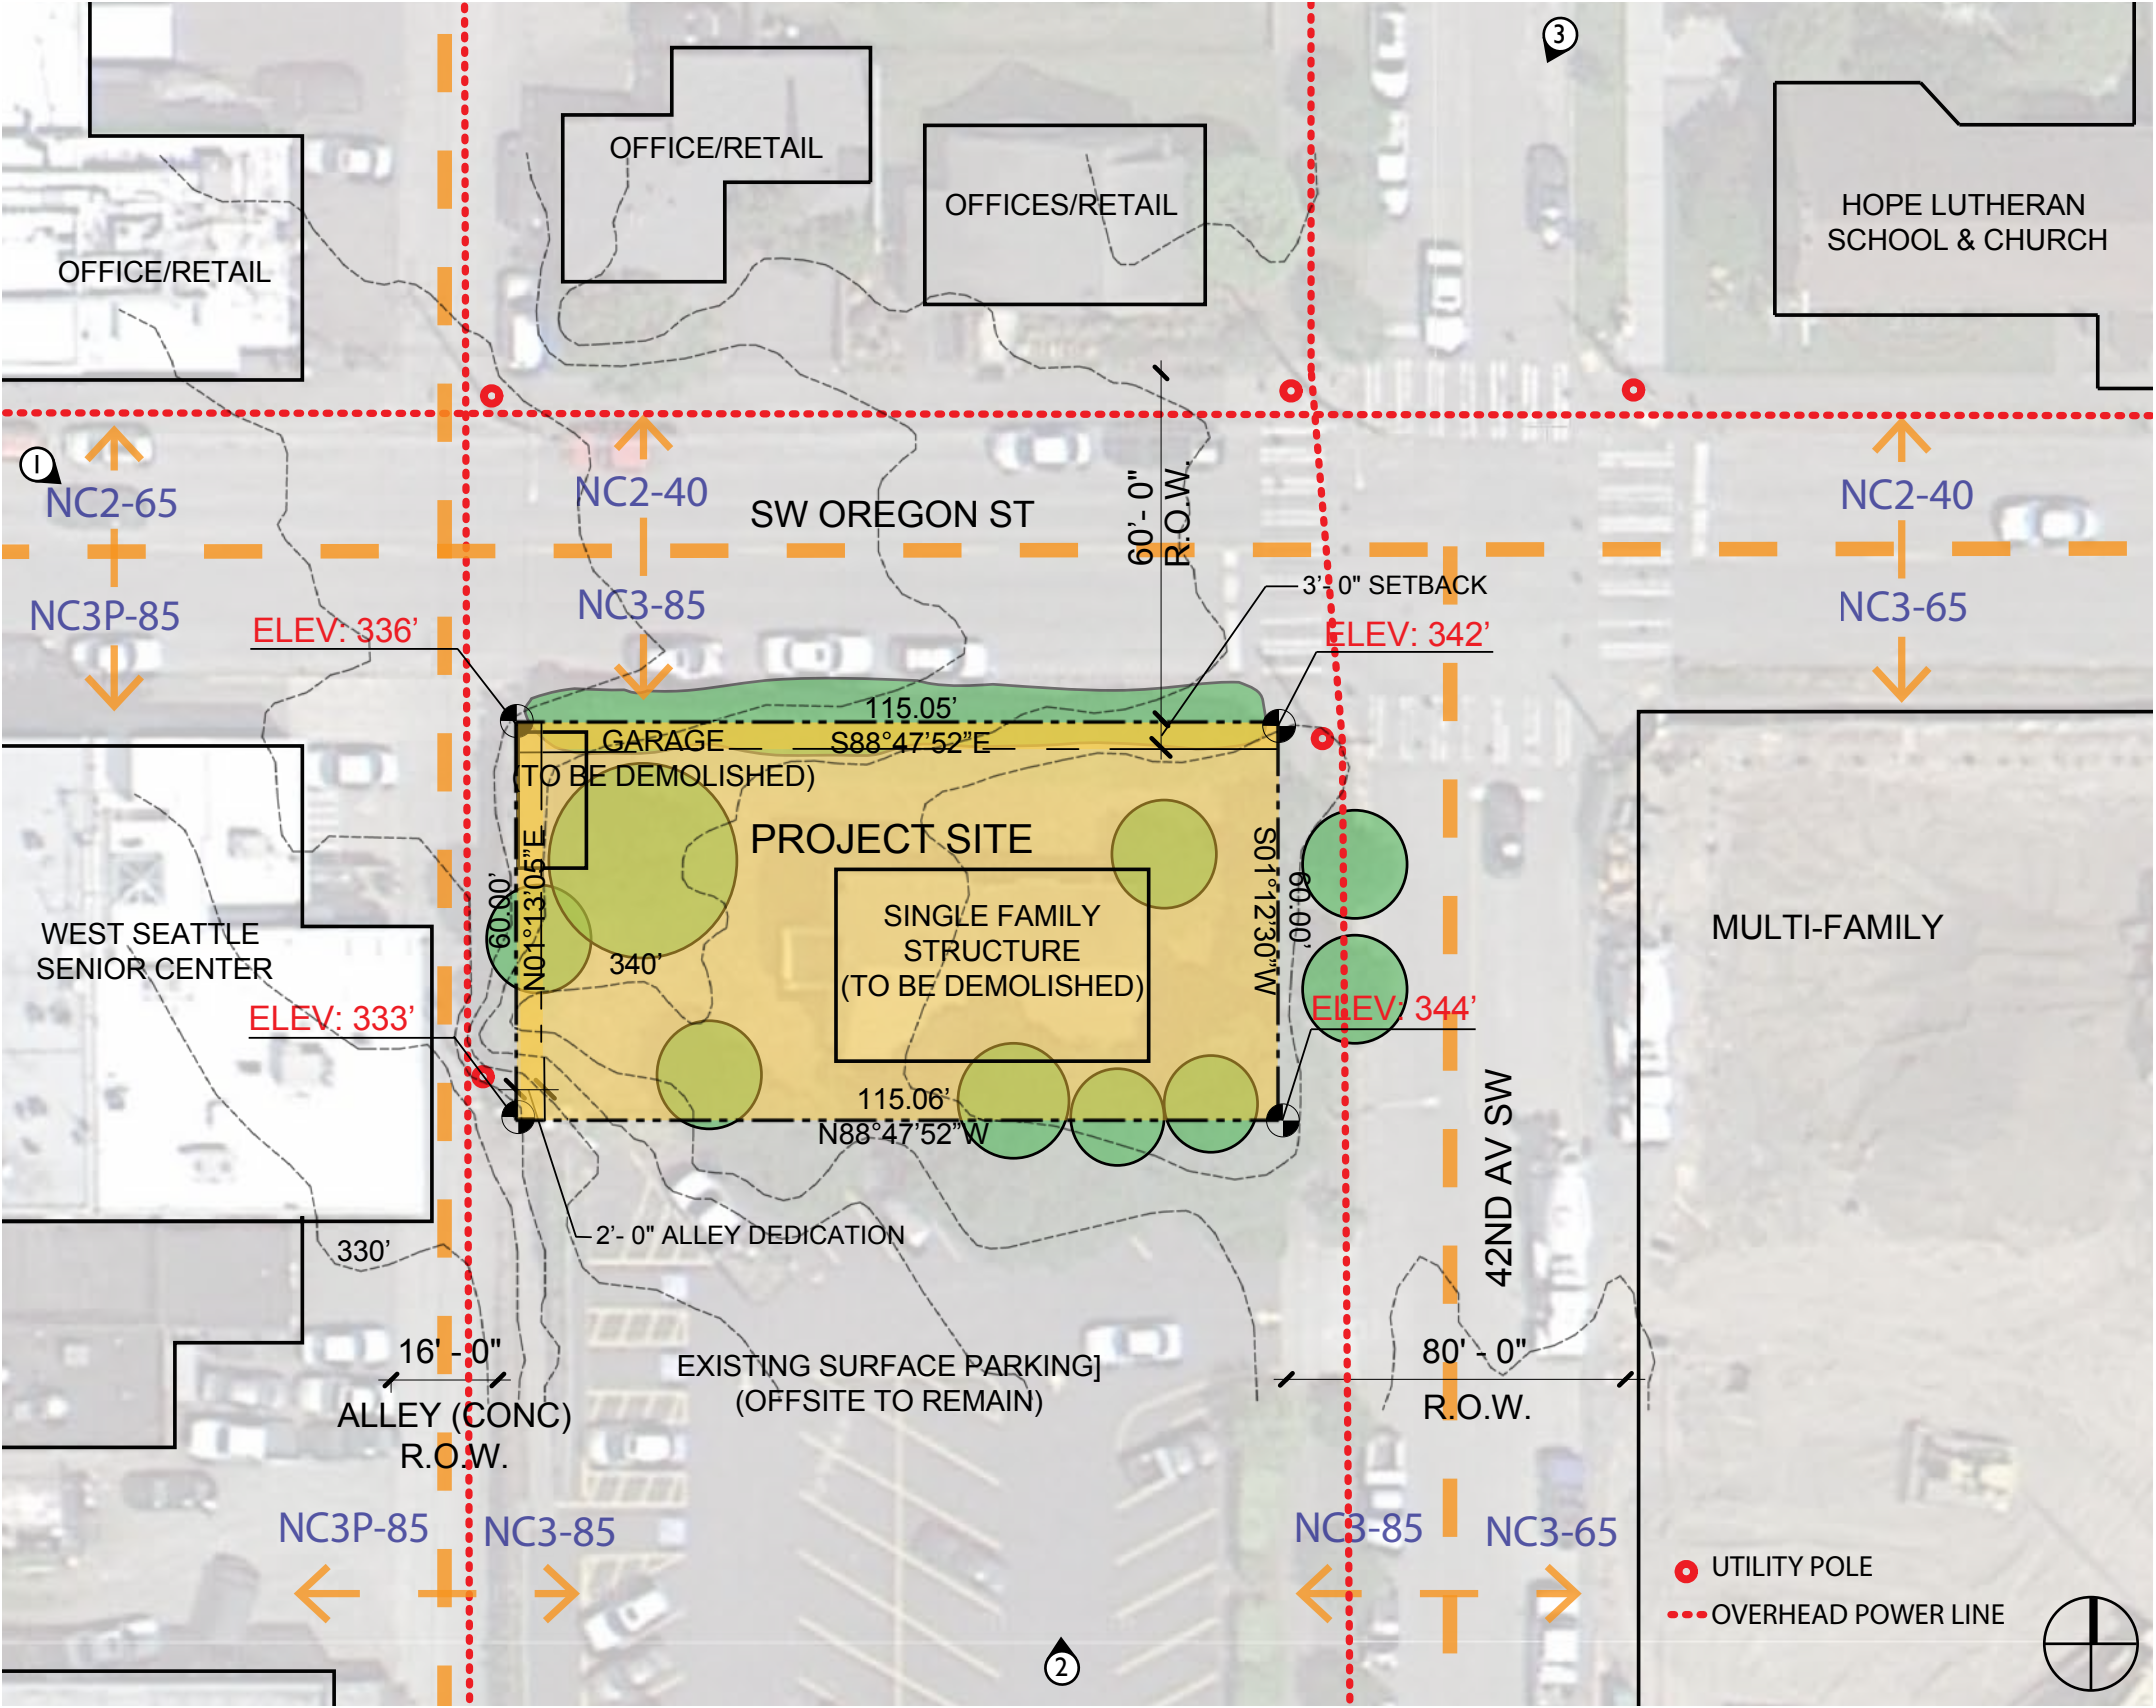 3
OFFICE/RETAIL
OFFICES/RETAIL
HOPE LUTHERAN
SCHOOL & CHURCH
OFFICE/RETAIL
1
NC2-65
NC2-40
SW OREGON ST
60'- 0"
R.O.W.
NC2-40
NC3P-85
NC3-85
3'- 0" SETBACK
NC3-65
ELEV: 336'
ELEV: 342'
115.05'
S88°47'52"E
GARAGE
(TO BE DEMOLISHED)
PROJECT SITE
60.00'
N01°13'05"E
S01°12'30"W
60.00'
SINGLE FAMILY
STRUCTURE
(TO BE DEMOLISHED)
340'
WEST SEATTLE
SENIOR CENTER
MULTI-FAMILY
ELEV: 333'
ELEV: 344'
115.06'
N88°47'52"W
42ND AV SW
2'- 0" ALLEY DEDICATION
330'
16' - 0"
ALLEY (CONC)
R.O.W.
EXISTING SURFACE PARKING]
(OFFSITE TO REMAIN)
80' - 0"
R.O.W.
NC3P-85
NC3-85
NC3-85
NC3-65
UTILITY POLE
OVERHEAD POWER LINE
2